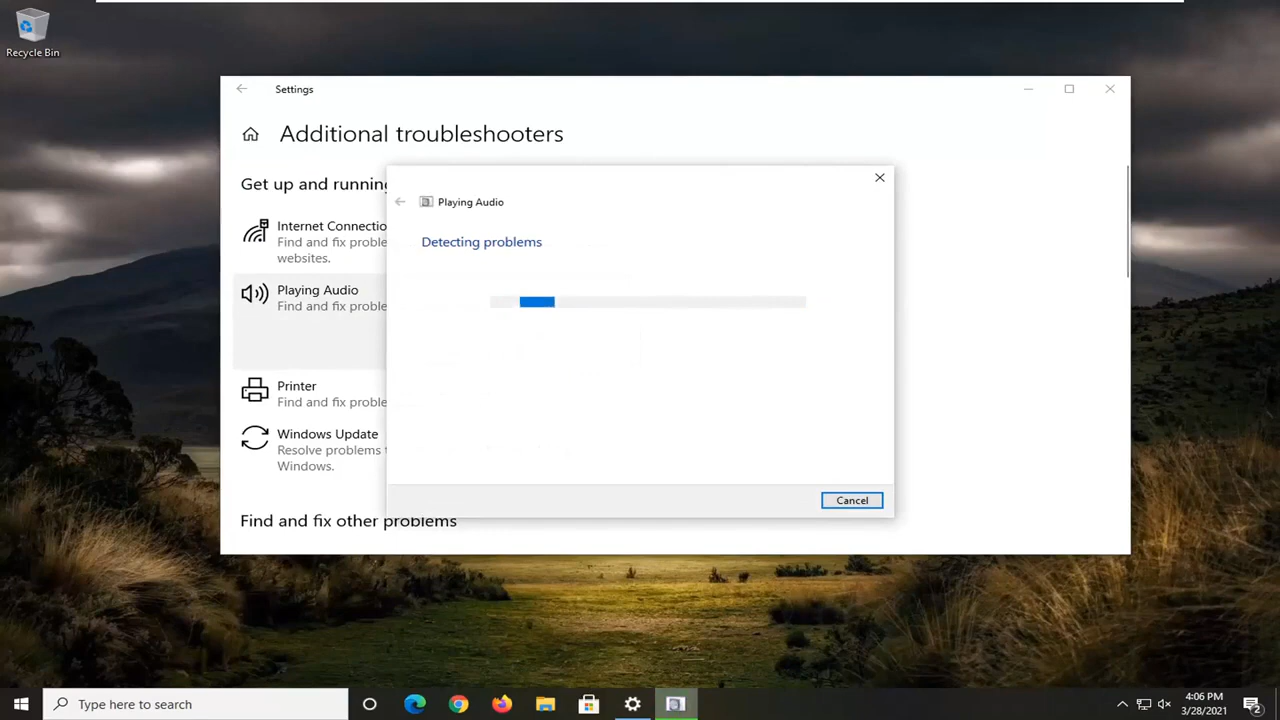 Recycle Bin
Settings
Additional troubleshooters
Get up and running
Internet Connectio
Find and fix proble
websites.
Playing Audio
Find and fix proble
Printer
Find and fix proble
Windows Update
Resolve problems t
Windows.
Find and fix other problems
Playing Audio
Detecting problems
Cancel
Type here to search
4:06 PM
3/28/2021
2